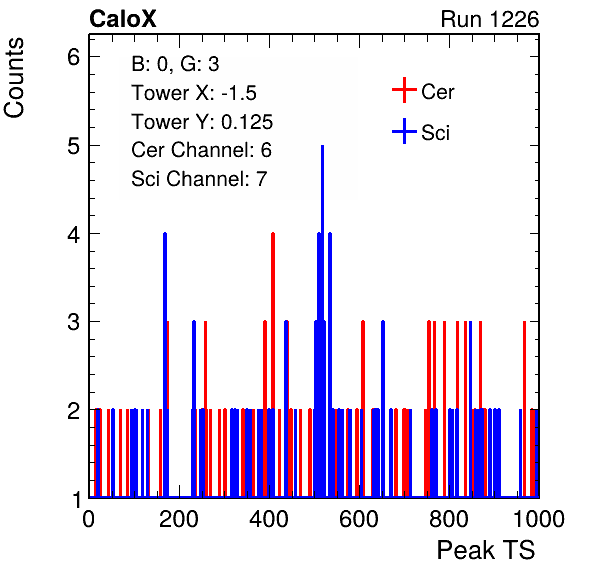 CaloX Run 1226
Counts
B: 0, G: 3
Tower X: -1.5
Tower Y: 0.125
Cer Channel: 6
Sci Channel: 7
Cer
Sci
6
5
4
3
2
1
0 200 400 600 800 1000
Peak TS